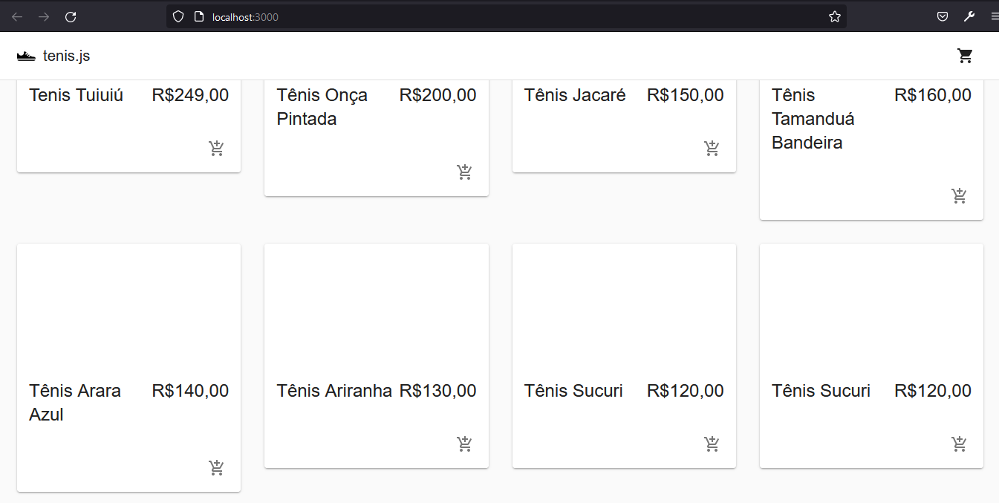 localhost:3000
tenis.js
Tenis Tuiuiú R$249,00
Tênis Onça R$200,00
Pintada
Tênis Jacaré R$150,00
Tênis R$160,00
Tamanduá
Bandeira
Tênis Arara R$140,00
Azul
Tênis Ariranha R$130,00
Tênis Sucuri R$120,00
Tênis Sucuri R$120,00